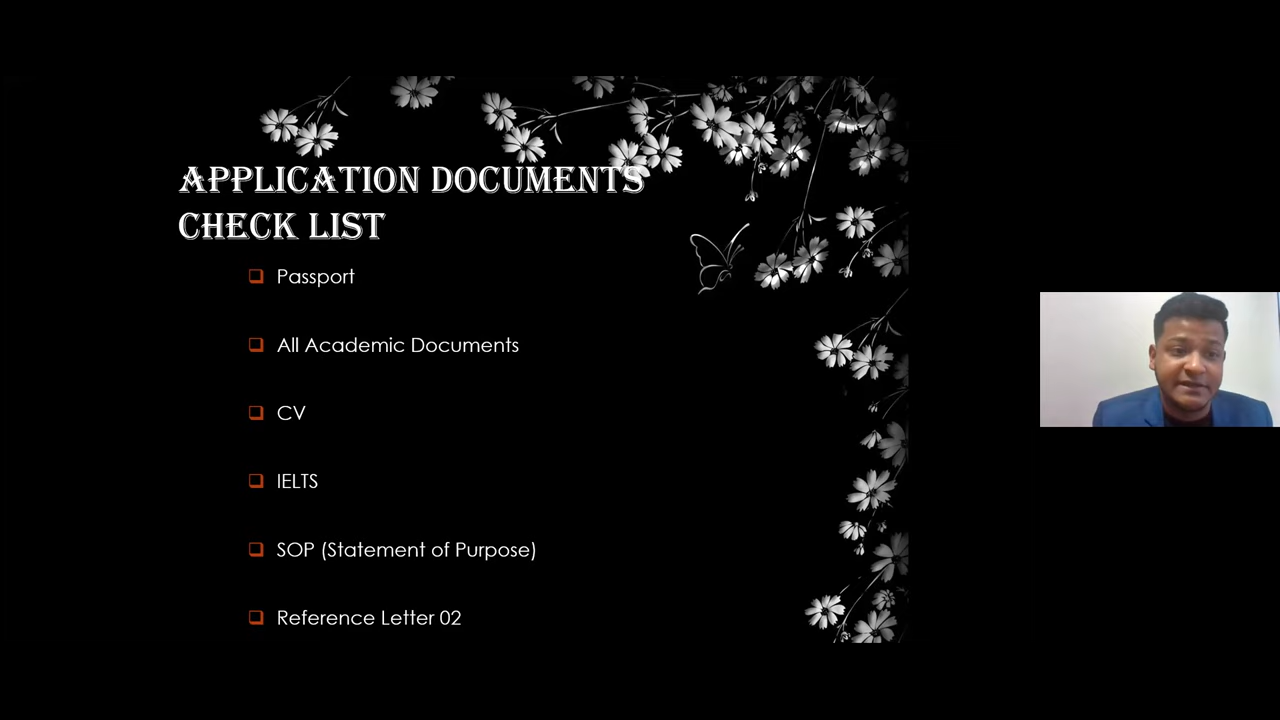 APPLICATION DOCUMENTS
CHECK LIST
Passport
All Academic Documents
CV
IELTS
SOP (Statement of Purpose)
Reference Letter 02